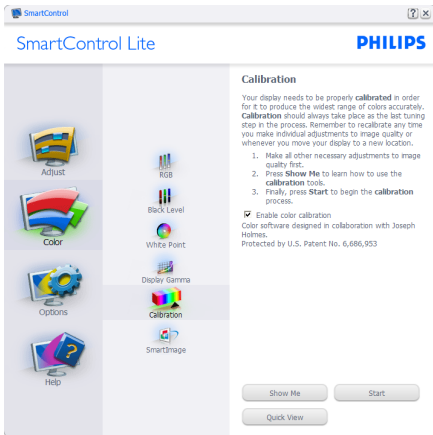 SmartControl
SmartControl Lite
PHILIPS
Adjust
Color
Options
Help
RGB
Black Level
White Point
Display Gamma
Calibration
SmartImage
Calibration
Your display needs to be properly calibrated in order
for it to produce the widest range of colors accurately.
Calibration should always take place as the last tuning
step in the process. Remember to recalibrate any time
you make individual adjustments to image quality or
whenever you move your display to a new location.
1. Make all other necessary adjustments to image
quality first.
2. Press Show Me to learn how to use the
calibration tools.
3. Finally, press Start to begin the calibration
process.
Enable color calibration
Color software designed in collaboration with Joseph
Holmes.
Protected by U.S. Patent No. 6,686,953
Show Me
Start
Quick View